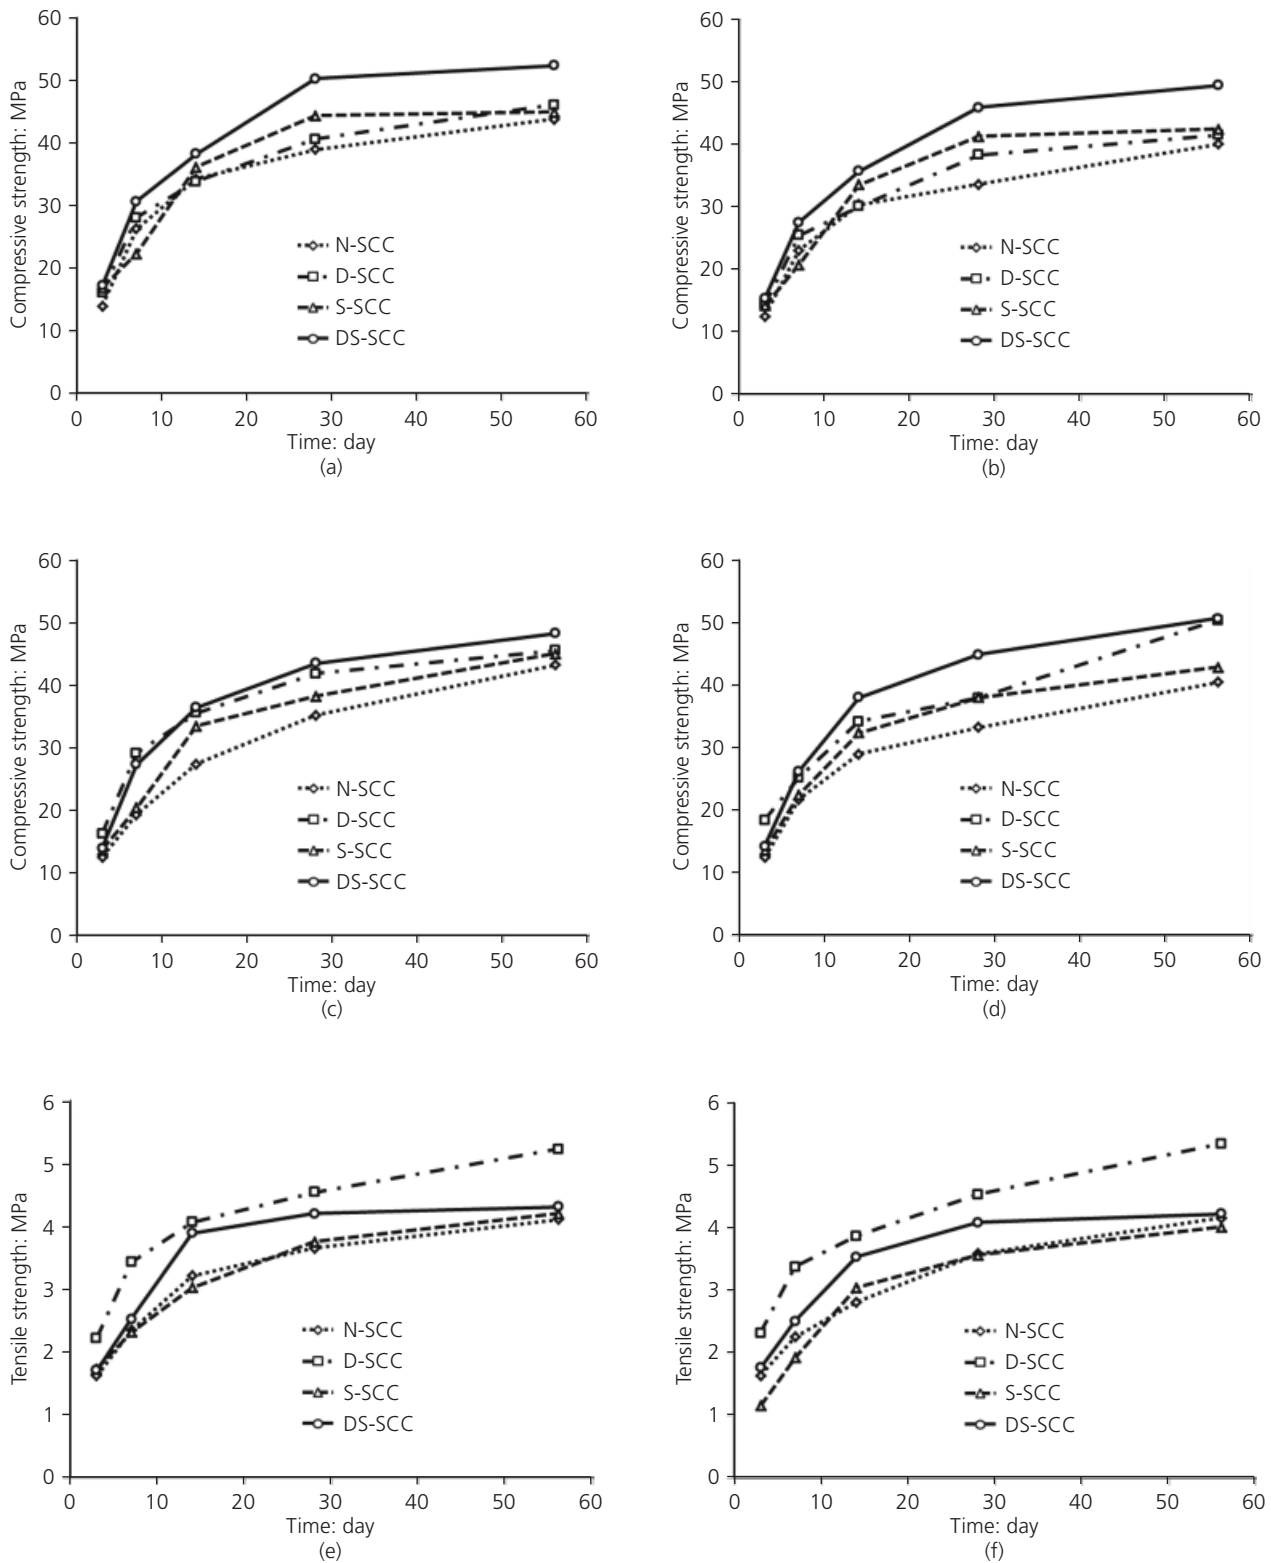 60
50
40
30
20
10
0
Compressive strength: MPa
N-SCC
D-SCC
S-SCC
DS-SCC
0 10 20 30 40 50 60
Time: day
(a)
60
50
40
30
20
10
0
Compressive strength: MPa
N-SCC
D-SCC
S-SCC
DS-SCC
0 10 20 30 40 50 60
Time: day
(b)
60
50
40
30
20
10
0
Compressive strength: MPa
N-SCC
D-SCC
S-SCC
DS-SCC
0 10 20 30 40 50 60
Time: day
(c)
60
50
40
30
20
10
0
Compressive strength: MPa
N-SCC
D-SCC
S-SCC
DS-SCC
0 10 20 30 40 50 60
Time: day
(d)
6
5
4
3
2
1
0
Tensile strength: MPa
N-SCC
D-SCC
S-SCC
DS-SCC
0 10 20 30 40 50 60
Time: day
(e)
6
5
4
3
2
1
0
Tensile strength: MPa
N-SCC
D-SCC
S-SCC
DS-SCC
0 10 20 30 40 50 60
Time: day
(f)